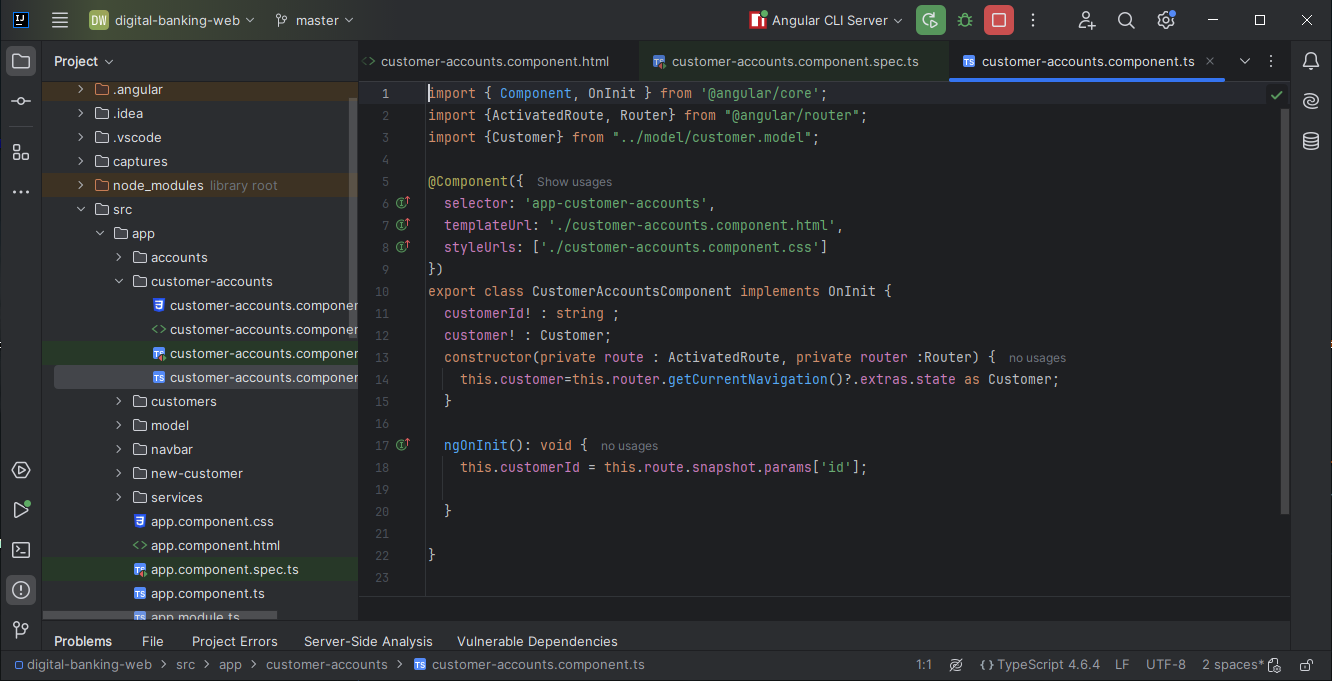 DW digital-banking-web master Angular CLI Server
Project
customer-accounts.component.html customer-accounts.component.spec.ts customer-accounts.component.ts
.angular
.idea
.vscode
captures
node_modules library root
src
app
accounts
customer-accounts
customer-accounts.componen
customer-accounts.componen
customer-accounts.componen
customer-accounts.componen
customers
model
navbar
new-customer
services
app.component.css
app.component.html
app.component.spec.ts
app.component.ts
app.module.ts
1 import { Component, OnInit } from '@angular/core';
2 import {ActivatedRoute, Router} from "@angular/router";
3 import {Customer} from "../model/customer.model";
4
5 @Component({ Show usages
6 selector: 'app-customer-accounts',
7 templateUrl: './customer-accounts.component.html',
8 styleUrls: ['./customer-accounts.component.css']
9 })
10 export class CustomerAccountsComponent implements OnInit {
11 customerId! : string ;
12 customer! : Customer;
13 constructor(private route : ActivatedRoute, private router :Router) { no usages
14 this.customer=this.router.getCurrentNavigation()?.extras.state as Customer;
15 }
16
17 ngOnInit(): void { no usages
18 this.customerId = this.route.snapshot.params['id'];
19
20 }
21
22 }
23
Problems File Project Errors Server-Side Analysis Vulnerable Dependencies
digital-banking-web > src > app > customer-accounts > TS customer-accounts.component.ts 1:1 {} TypeScript 4.6.4 LF UTF-8 2 spaces*